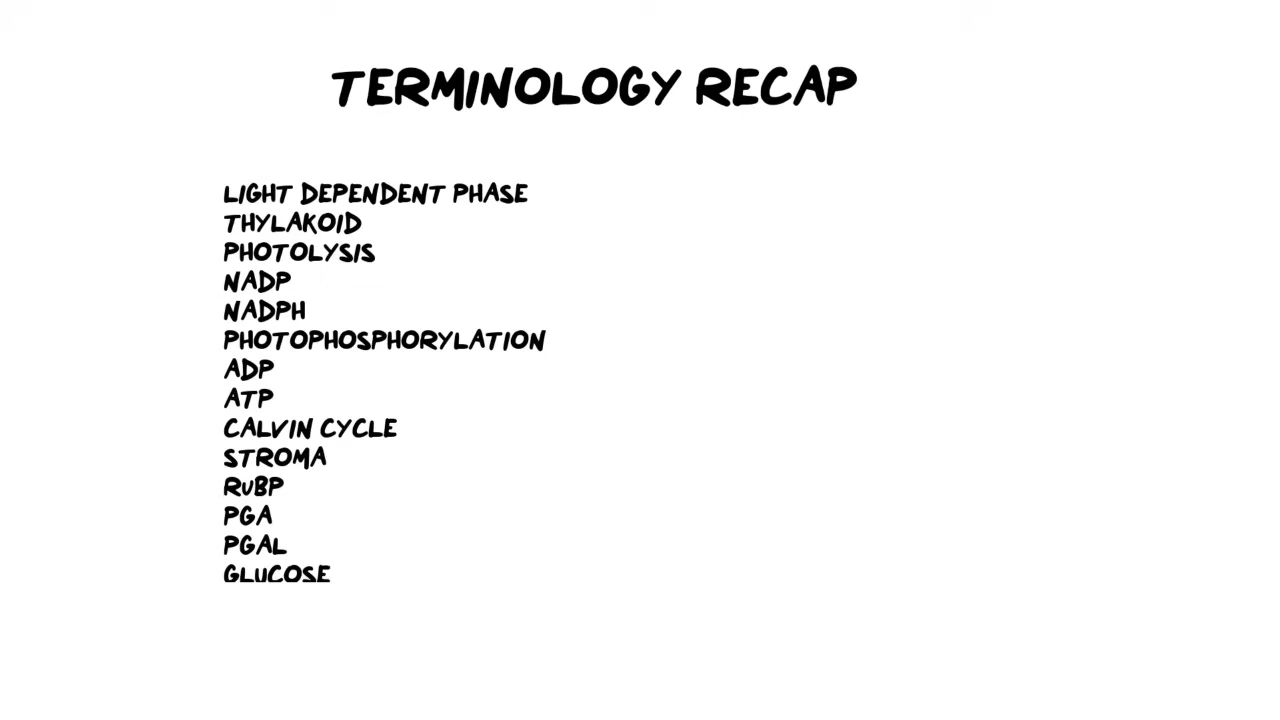 TERMINOLOGY RECAP
LIGHT DEPENDENT PHASE
THYLAKOID
PHOTOLYSIS
NADP
NADPH
PHOTOPHOSPHORYLATION
ADP
ATP
CALVIN CYCLE
STROMA
RuBP
PGA
PGAL
GLUCOSE